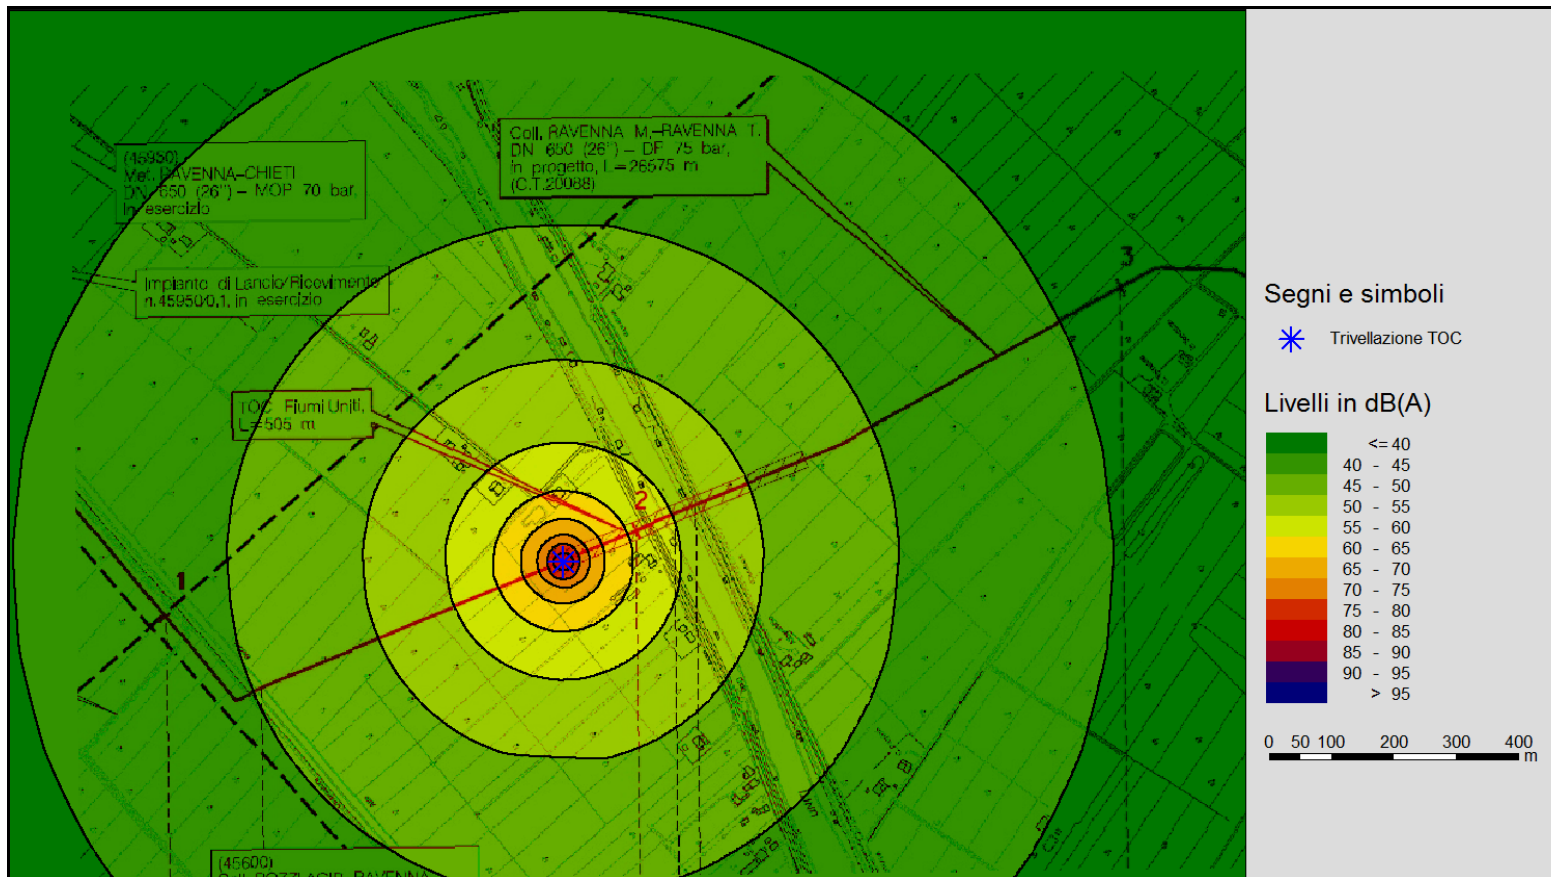 (45950)
Met. RAVENNA-CHIETI
DN 650 (26") - MOP 70 bar,
in esercizio
Coll. RAVENNA M.-RAVENNA T.
DN 650 (26") - DP 75 bar,
in progetto, L=26575 m
(C.T.20088)
Impianto di Lancio/Ricevimento
n.45950/0.1, in esercizio
TOC Fiumi Uniti,
L=505 m
1
2
3
(45600)
Segni e simboli
Trivellazione TOC
Livelli in dB(A)
<= 40
40 - 45
45 - 50
50 - 55
55 - 60
60 - 65
65 - 70
70 - 75
75 - 80
80 - 85
85 - 90
90 - 95
> 95
0 50 100 200 300 400
m